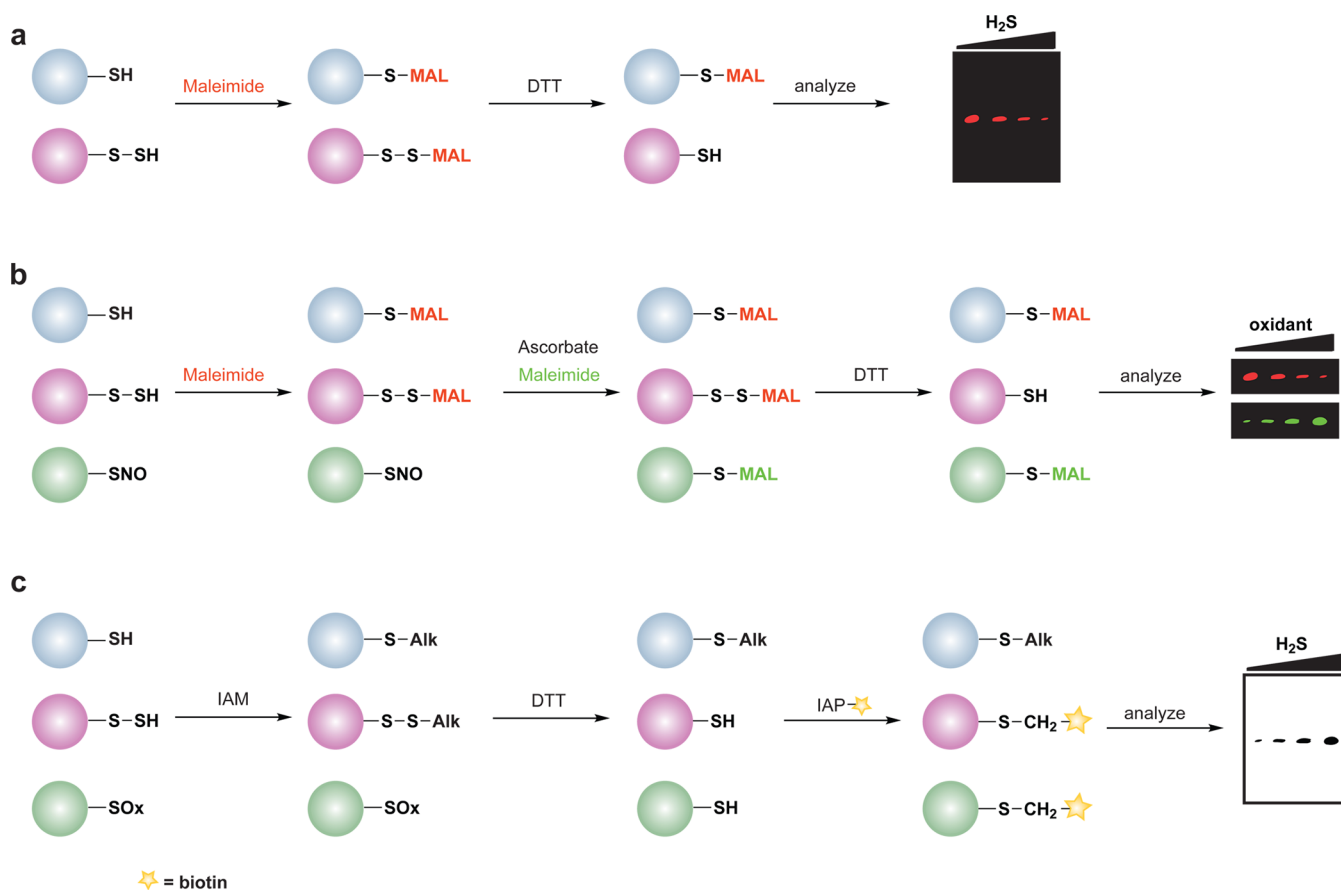 a
H2S
SH
Maleimide
S-MAL
DTT
S-MAL
analyze
S-SH
S-S-MAL
SH
b
SH
Maleimide
S-MAL
Ascorbate
Maleimide
S-MAL
DTT
S-MAL
analyze
oxidant
S-SH
S-S-MAL
S-S-MAL
SH
SNO
SNO
S-MAL
S-MAL
c
SH
IAM
S-Alk
DTT
S-Alk
IAP
S-Alk
analyze
H2S
S-SH
S-S-Alk
SH
S-CH2
SOx
SOx
SH
S-CH2
= biotin